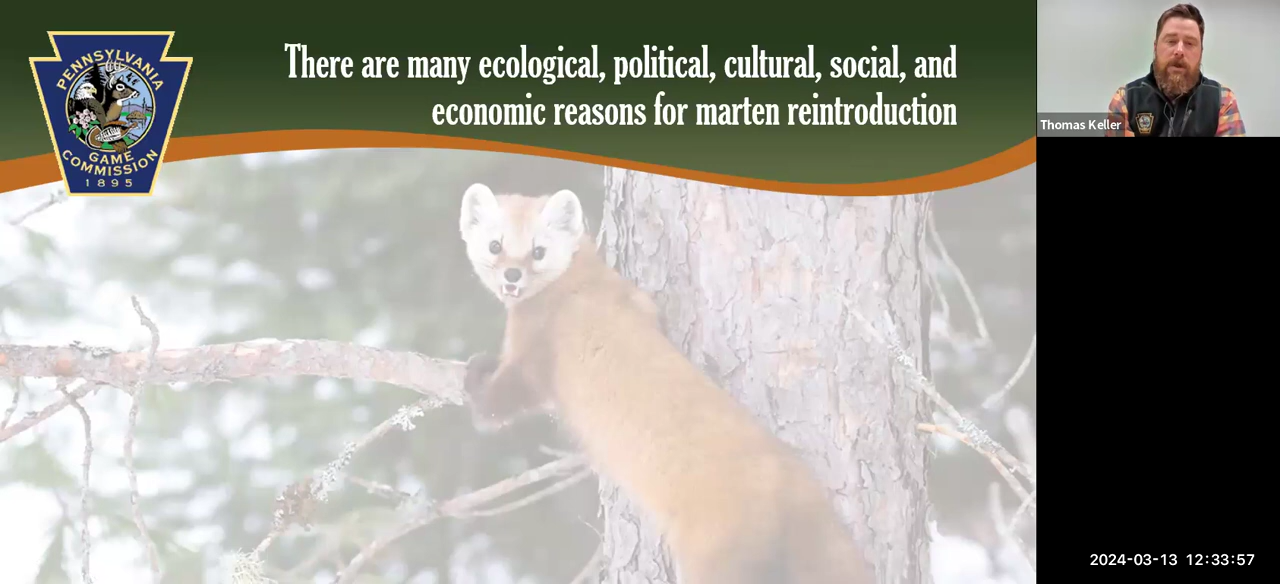 There are many ecological, political, cultural, social, and
economic reasons for marten reintroduction
PENNSYLVANIA
GAME
COMMISSION
1895
Thomas Keller
2024-03-13 12:33:57